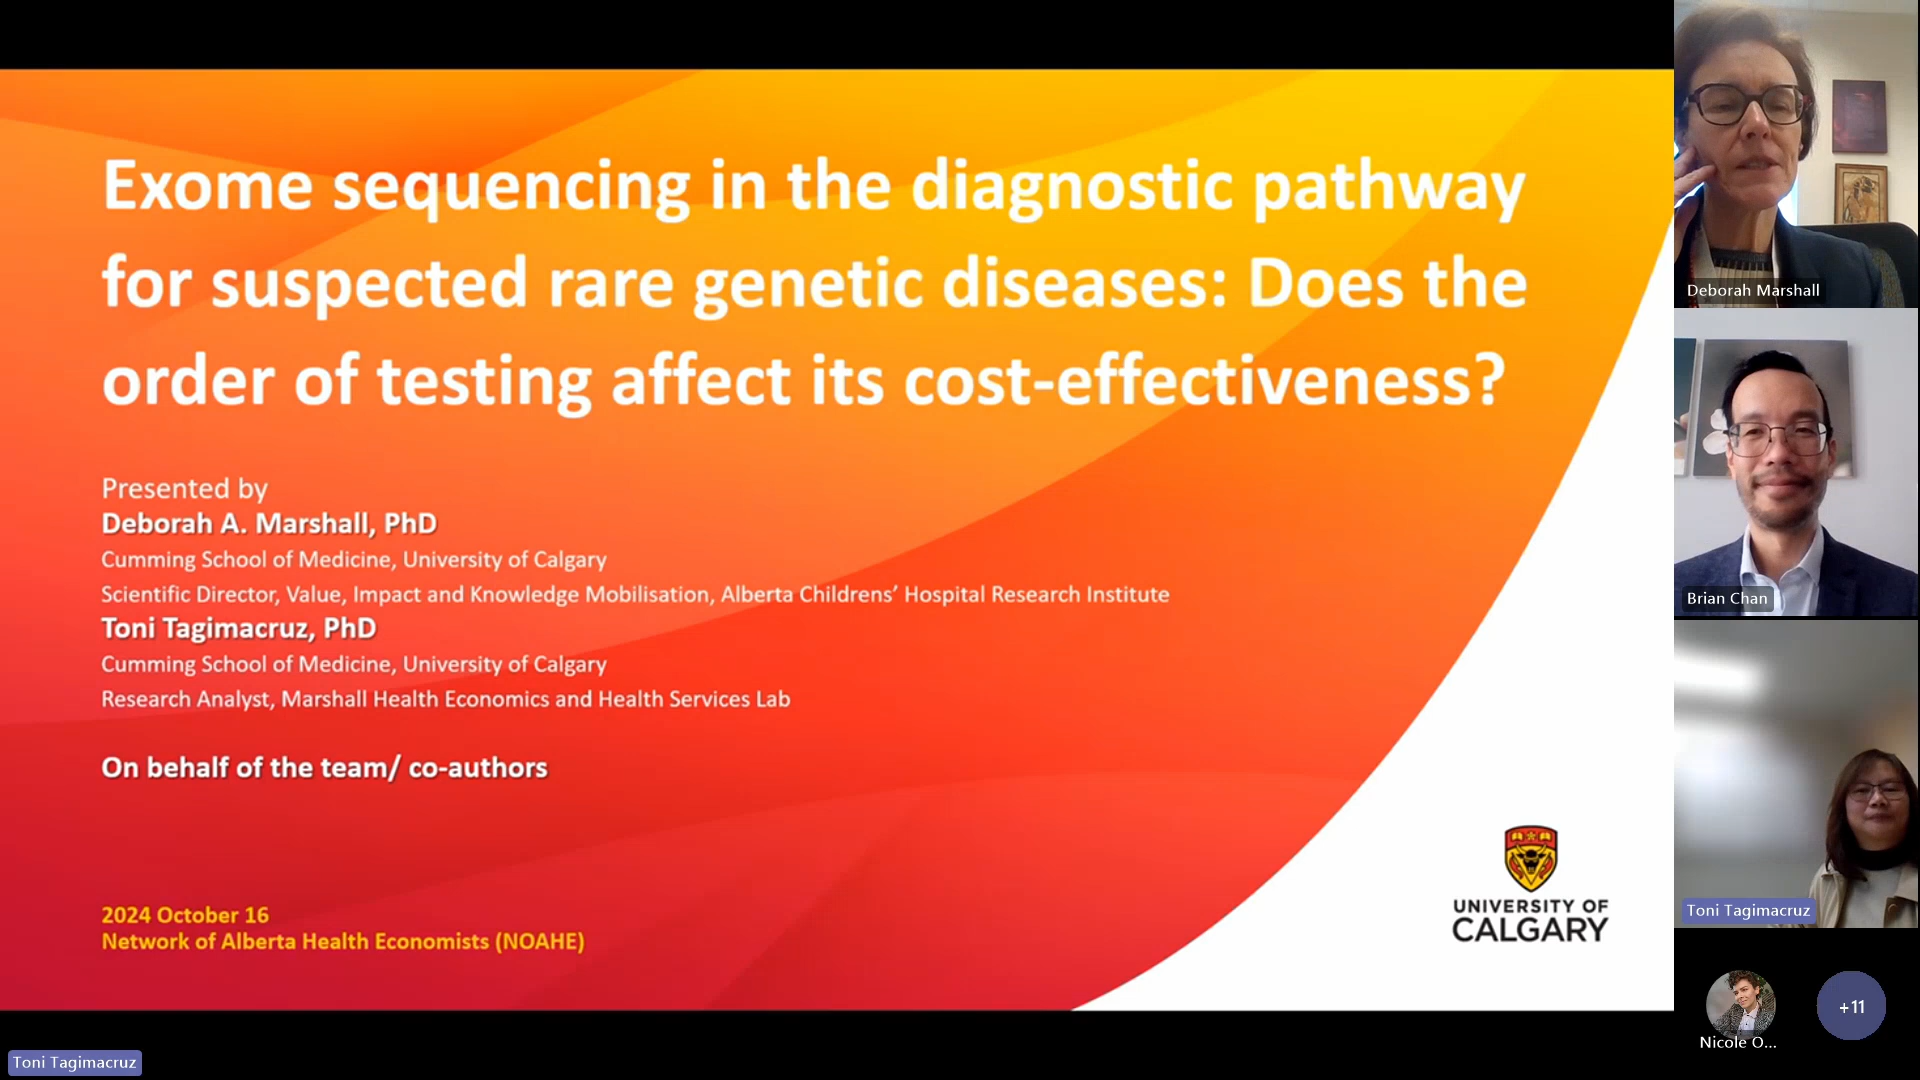 Exome sequencing in the diagnostic pathway
for suspected rare genetic diseases: Does the
order of testing affect its cost-effectiveness?
Presented by
Deborah A. Marshall, PhD
Cumming School of Medicine, University of Calgary
Scientific Director, Value, Impact and Knowledge Mobilisation, Alberta Childrens’ Hospital Research Institute
Toni Tagimacruz, PhD
Cumming School of Medicine, University of Calgary
Research Analyst, Marshall Health Economics and Health Services Lab
On behalf of the team/ co-authors
2024 October 16
Network of Alberta Health Economists (NOAHE)
UNIVERSITY OF
CALGARY
Toni Tagimacruz
Deborah Marshall
Brian Chan
Toni Tagimacruz
Nicole O...
+11